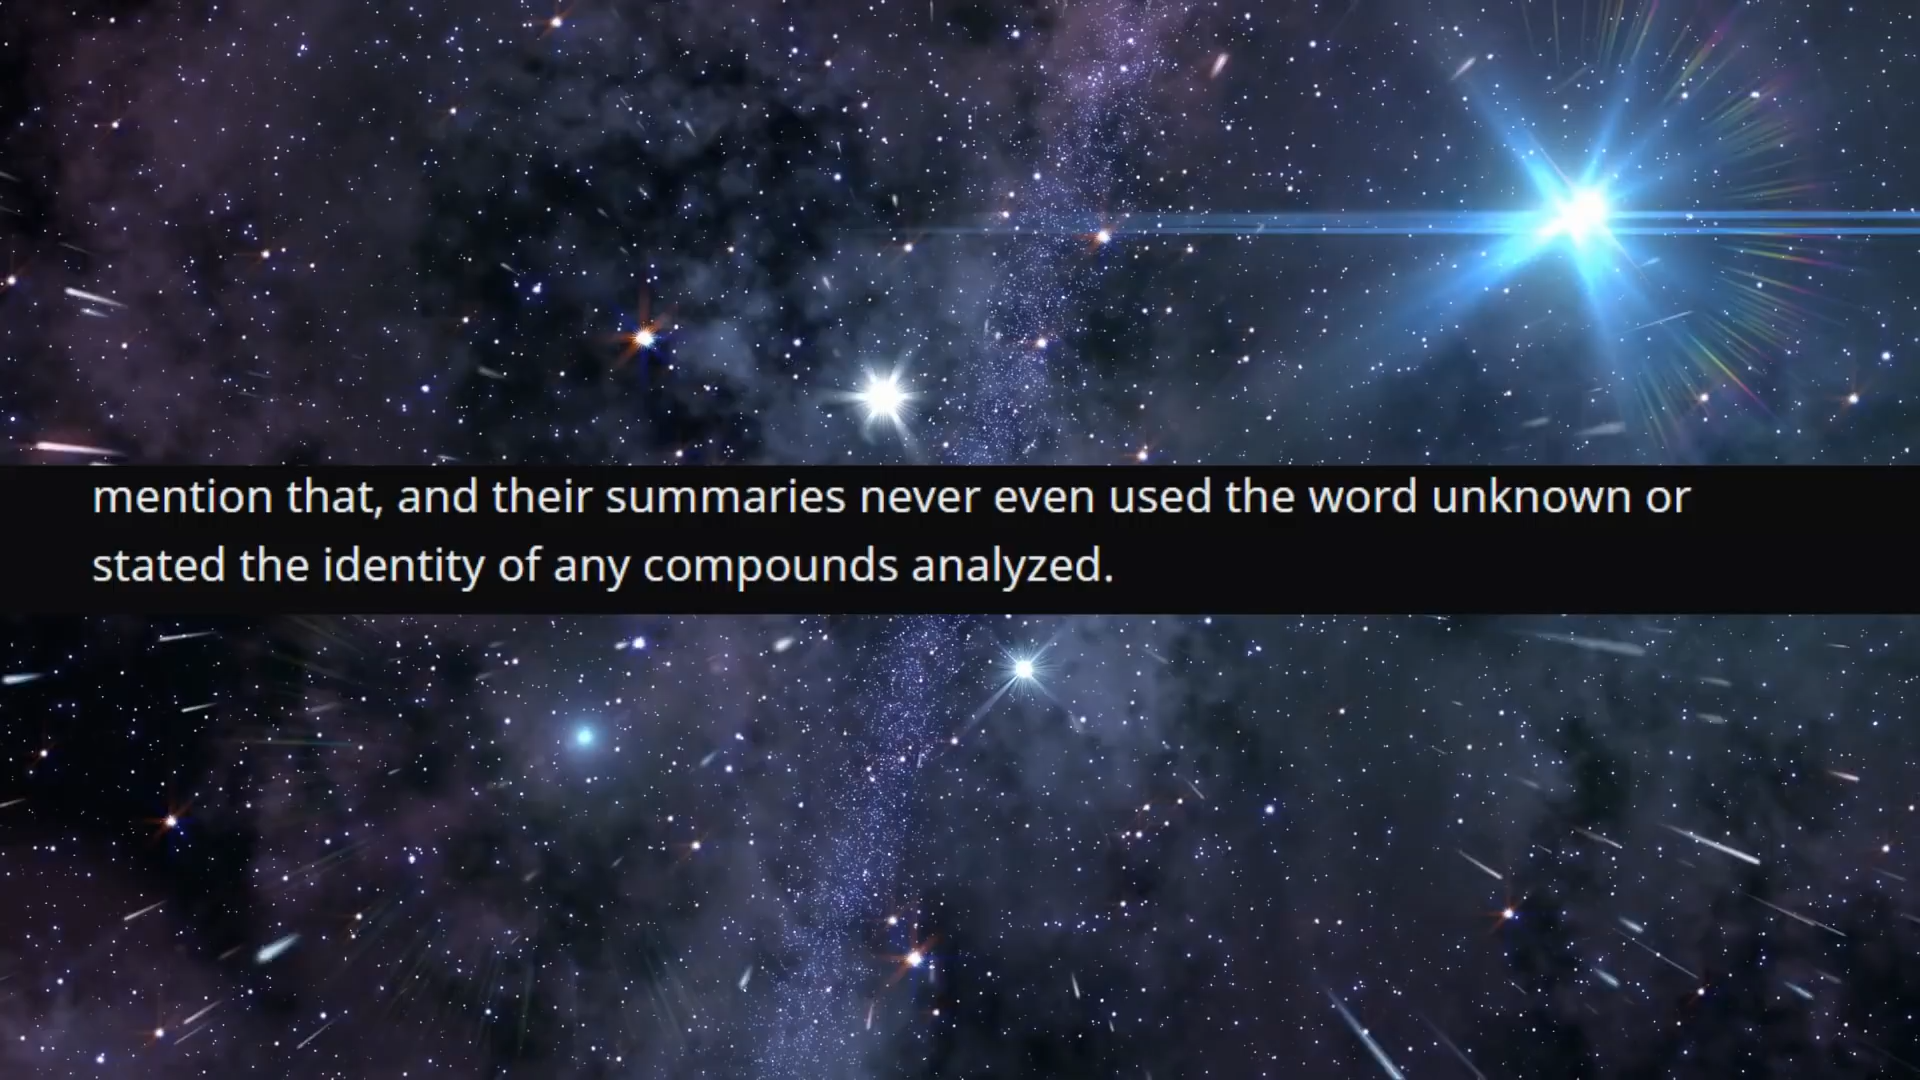 mention that, and their summaries never even used the word unknown or
stated the identity of any compounds analyzed.